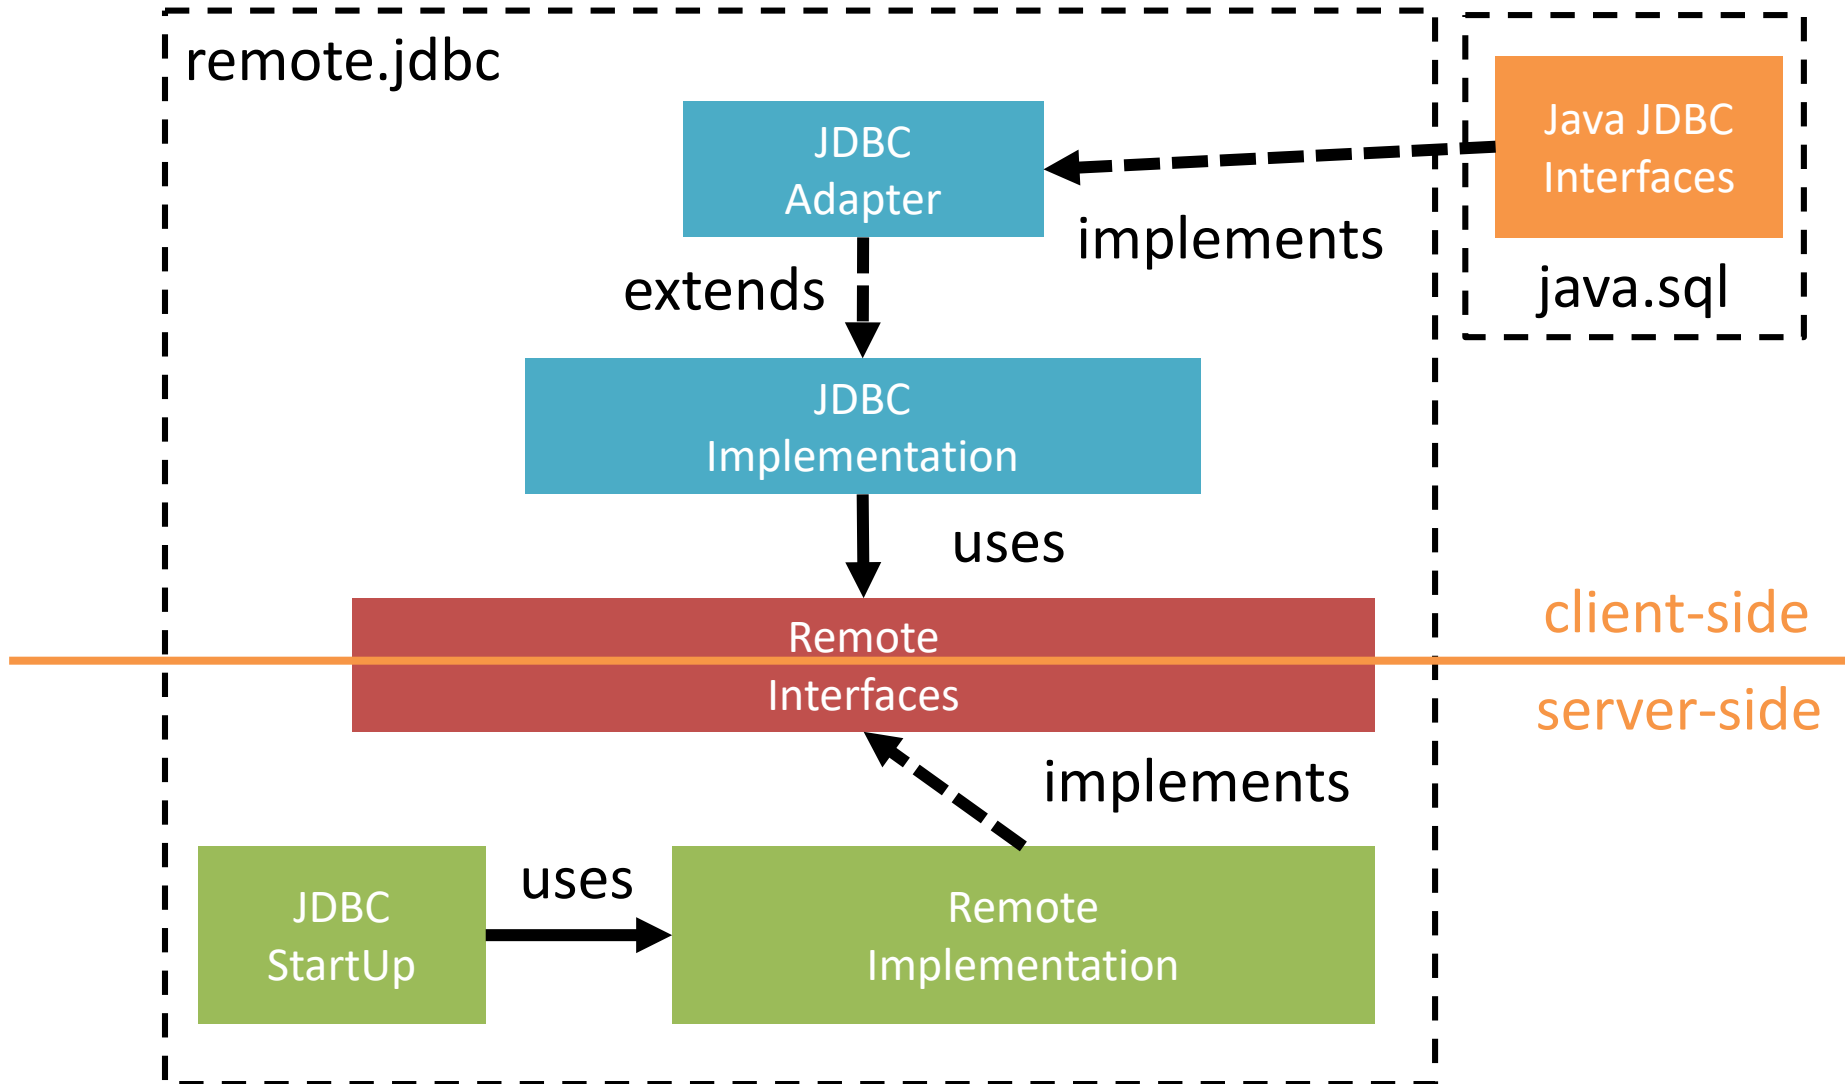 remote.jdbc
JDBC
Adapter
Java JDBC
Interfaces
implements
java.sql
extends
JDBC
Implementation
uses
client-side
Remote
Interfaces
server-side
implements
JDBC
StartUp
uses
Remote
Implementation